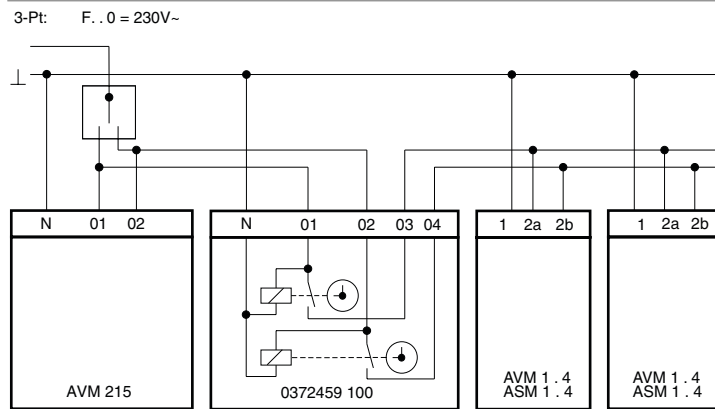 3-Pt: F. . 0 = 230V~
⊥
N 01 02
N 01 02 03 04
1 2a 2b
1 2a 2b
AVM 215
0372459 100
AVM 1 . 4
ASM 1 . 4
AVM 1 . 4
ASM 1 . 4